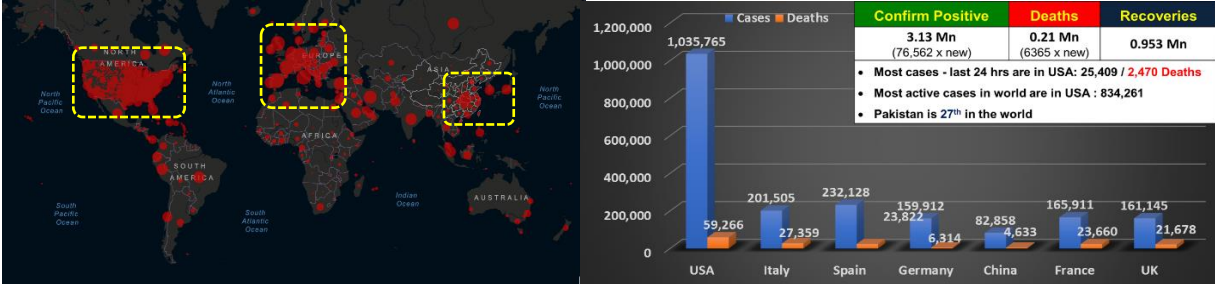 NORTH
AMERICA
EUROPE
ASIA
North
Pacific
Ocean
North
Atlantic
Ocean
North
Pacific
Ocean
AFRICA
SOUTH
AMERICA
Indian
Ocean
AUSTRALIA
South
Pacific
Ocean
South
Atlantic
Ocean
Cases Deaths
1,200,000
1,000,000
800,000
600,000
400,000
200,000
0
1,035,765
59,266
201,505
27,359
232,128
23,822
159,912
6,314
82,858
4,633
165,911
23,660
161,145
21,678
USA Italy Spain Germany China France UK
Confirm Positive Deaths Recoveries
3.13 Mn 0.21 Mn 0.953 Mn
(76,562 x new) (6365 x new)
• Most cases - last 24 hrs are in USA: 25,409 / 2,470 Deaths
• Most active cases in world are in USA : 834,261
• Pakistan is 27th in the world